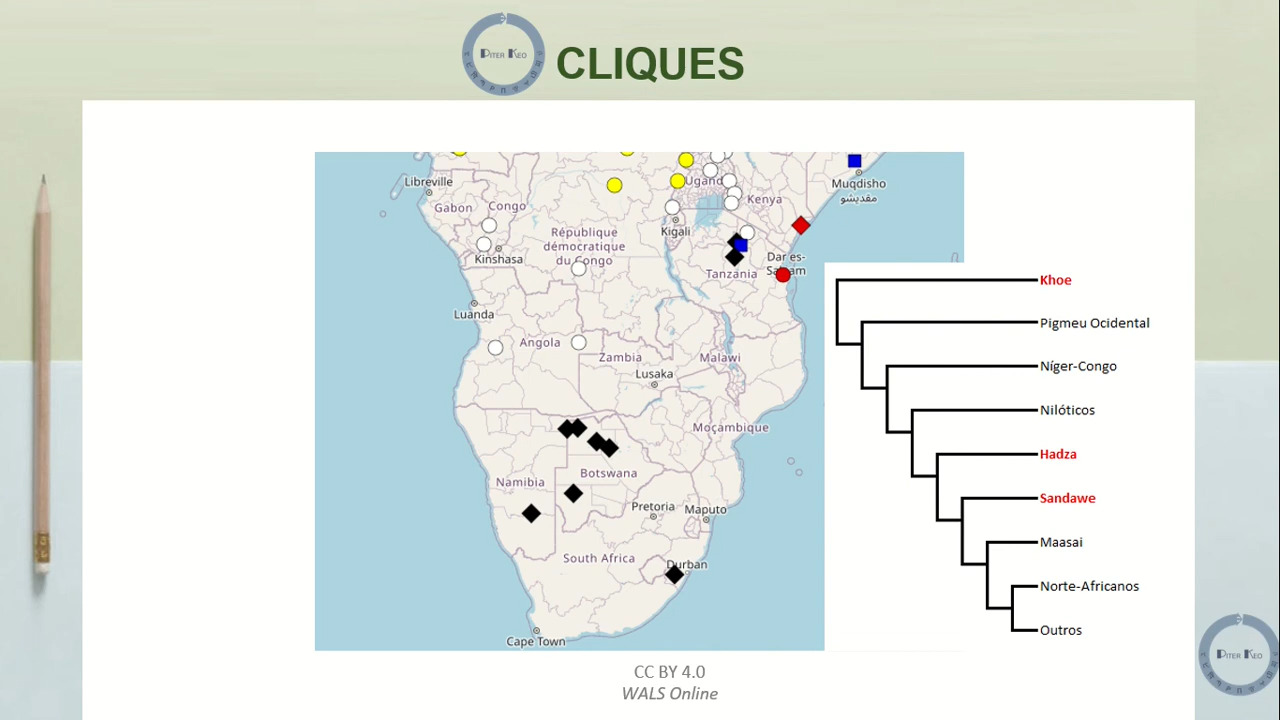 PITER KEO
CLIQUES
Libreville
Gabon
Congo
Ugand
Kenya
Muqdisho
مقديشو
Kigali
République
démocratique
du Congo
Kinshasa
Tanzania
Dar es-
Salaam
Luanda
Angola
Zambia
Malawi
Lusaka
Moçambique
Namibia
Botswana
Pretoria
Maputo
South Africa
Durban
Cape Town
Khoe
Pigmeu Ocidental
Níger-Congo
Nilóticos
Hadza
Sandawe
Maasai
Norte-Africanos
Outros
CC BY 4.0
WALS Online
PITER KEO